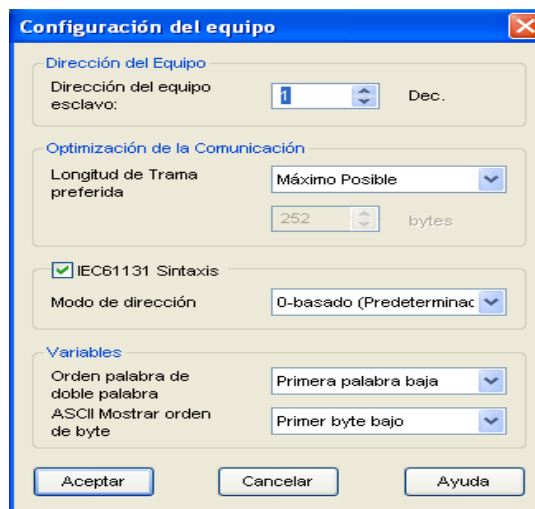 Configuración del equipo
Dirección del Equipo
Dirección del equipo
esclavo:
1
Dec.
Optimización de la Comunicación
Longitud de Trama
preferida
Máximo Posible
252
bytes
IEC61131 Sintaxis
Modo de dirección
0-basado (Predeterminac
Variables
Orden palabra de
doble palabra
Primera palabra baja
ASCII Mostrar orden
de byte
Primer byte bajo
Aceptar
Cancelar
Ayuda